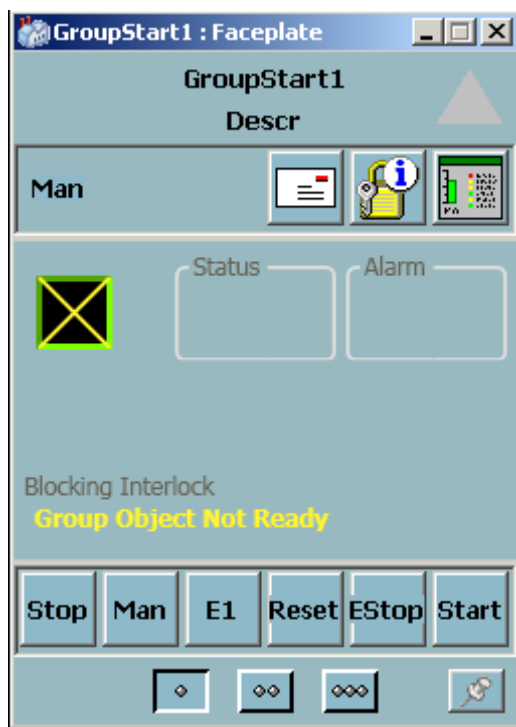 GroupStart1 : Faceplate
GroupStart1
Descr
Man
Status
Alarm
Blocking Interlock
Group Object Not Ready
Stop Man E1 Reset EStop Start